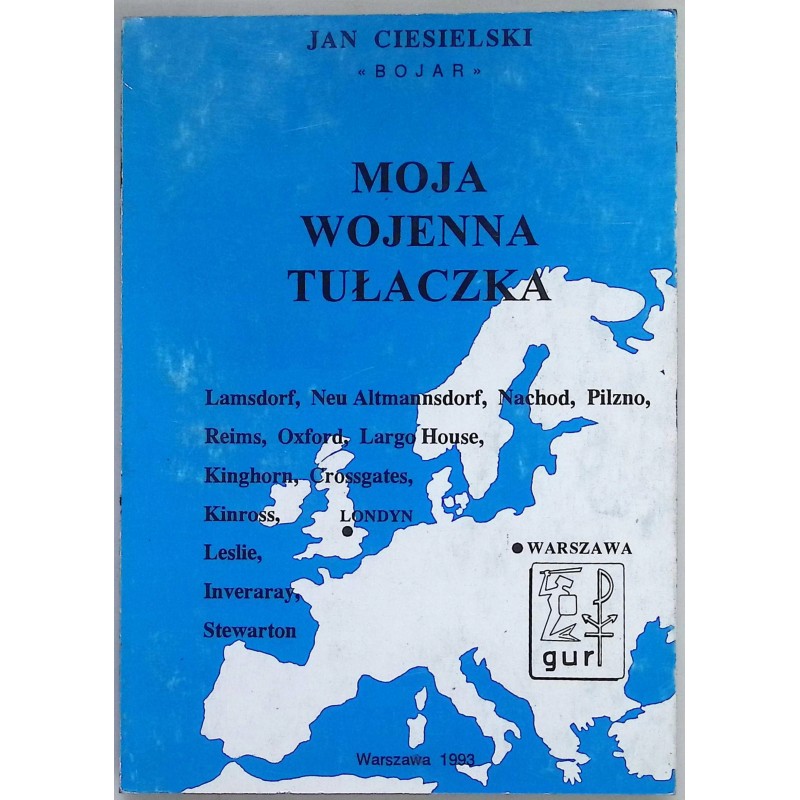 JAN CIESIELSKI
« BOJAR »
MOJA
WOJENNA
TUŁACZKA
Lamsdorf, Neu Altmannsdorf, Nachod, Pilzno,
Reims, Oxford, Largo House,
Kinghorn, Crossgates,
Kinross, LONDYN
Leslie, WARSZAWA
Inveraray,
Stewarton
gurt
Warszawa 1993